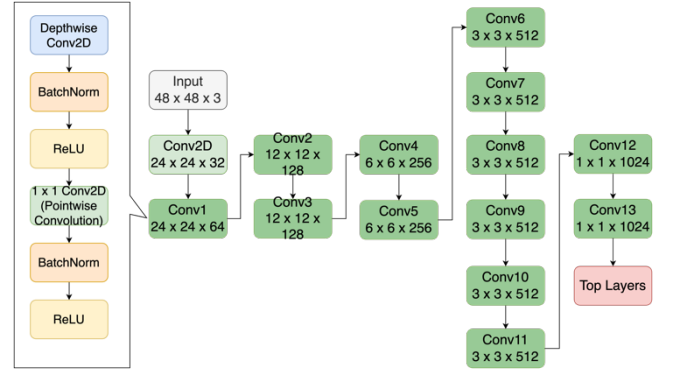 Depthwise
Conv2D
BatchNorm
ReLU
1 x 1 Conv2D
(Pointwise
Convolution)
BatchNorm
ReLU
Input
48 x 48 x 3
Conv2D
24 x 24 x 32
Conv1
24 x 24 x 64
Conv2
12 x 12 x
128
Conv3
12 x 12 x
128
Conv4
6 x 6 x 256
Conv5
6 x 6 x 256
Conv6
3 x 3 x 512
Conv7
3 x 3 x 512
Conv8
3 x 3 x 512
Conv9
3 x 3 x 512
Conv10
3 x 3 x 512
Conv11
3 x 3 x 512
Conv12
1 x 1 x 1024
Conv13
1 x 1 x 1024
Top Layers